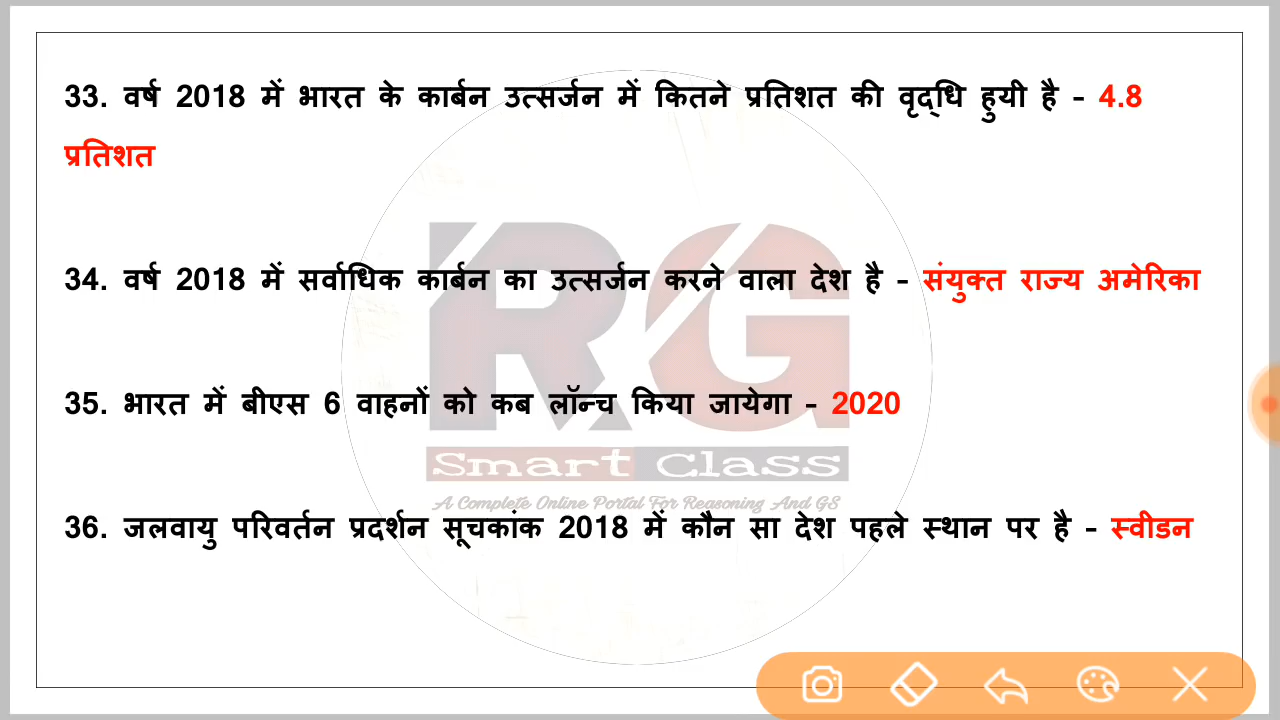 33. वर्ष 2018 में भारत के कार्बन उत्सर्जन में कितने प्रतिशत की वृद्धि हुयी है – 4.8
प्रतिशत
34. वर्ष 2018 में सर्वाधिक कार्बन का उत्सर्जन करने वाला देश है – संयुक्त राज्य अमेरिका
35. भारत में बीएस 6 वाहनों को कब लॉन्च किया जायेगा – 2020
RG
Smart Class
A Complete Online Portal For Reasoning And GS
36. जलवायु परिवर्तन प्रदर्शन सूचकांक 2018 में कौन सा देश पहले स्थान पर है – स्वीडन